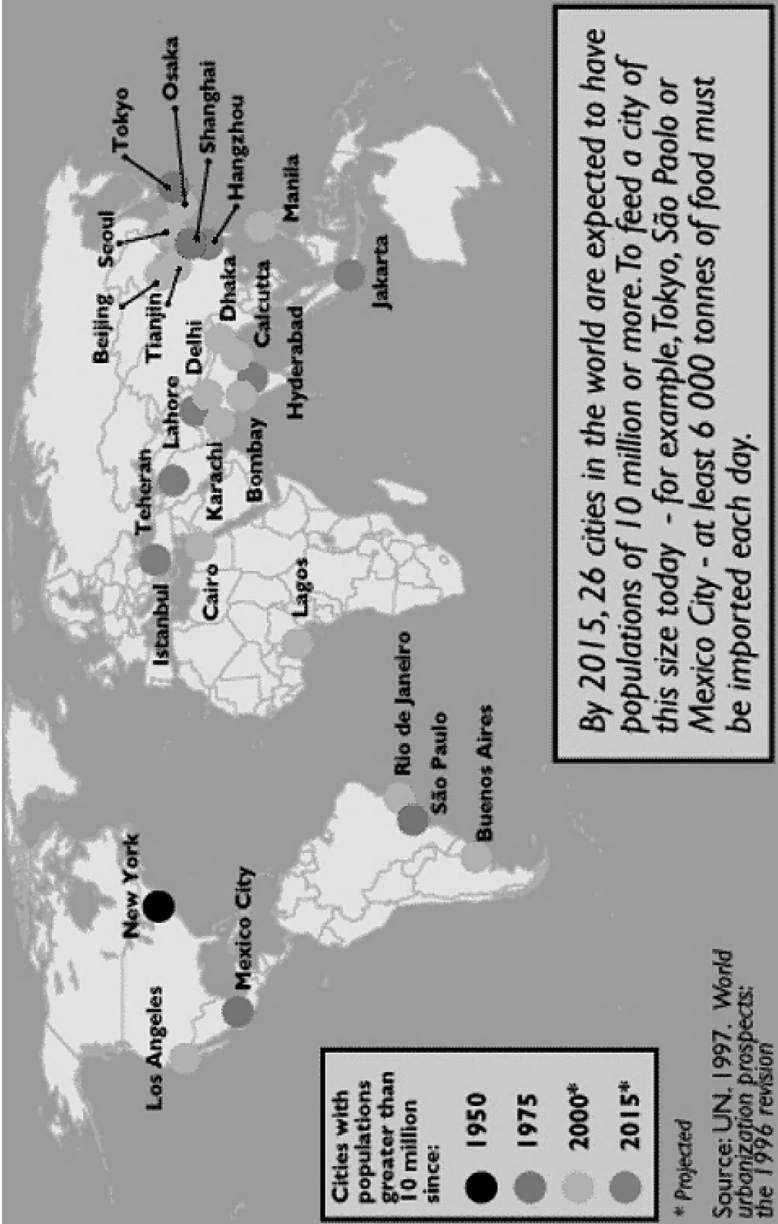 Los Angeles
New York
Mexico City
Rio de Janeiro
São Paulo
Buenos Aires
Istanbul
Teheran
Cairo
Lagos
Lahore
Karachi
Bombay
Delhi
Dhaka
Calcutta
Hyderabad
Beijing
Tianjin
Seoul
Tokyo
Osaka
Shanghai
Hangzhou
Manila
Jakarta
Cities with
populations
greater than
10 million
since:
1950
1975
2000*
2015*
* Projected
Source: UN. 1997. World
urbanization prospects:
the 1996 revision
By 2015, 26 cities in the world are expected to have
populations of 10 million or more. To feed a city of
this size today - for example, Tokyo, São Paolo or
Mexico City - at least 6 000 tonnes of food must
be imported each day.